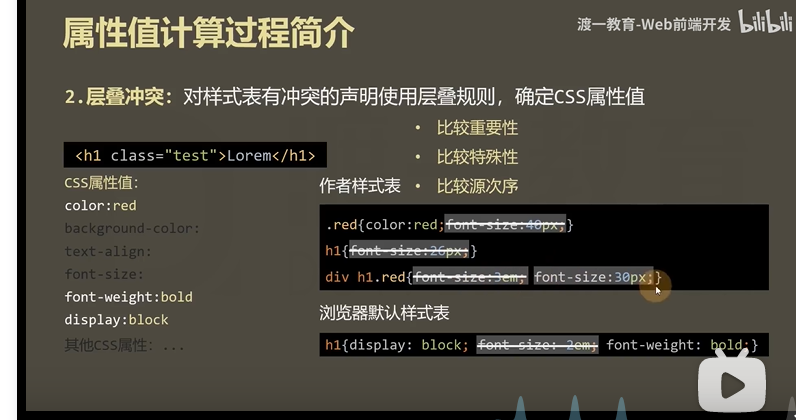 属性值计算过程简介
渡一教育-Web前端开发 bilibili
2.层叠冲突：对样式表有冲突的声明使用层叠规则，确定CSS属性值
• 比较重要性
<h1 class="test">Lorem</h1>
• 比较特殊性
CSS属性值：
作者样式表 • 比较源次序
color:red
.red{color:red;font-size:40px;}
background-color:
text-align:
h1{font-size:26px;}
font-size:
div h1.red{font-size:3em; font-size:30px;}
font-weight:bold
浏览器默认样式表
display:block
其他CSS属性：...
h1{display: block; font-size: 2em; font-weight: bold;}